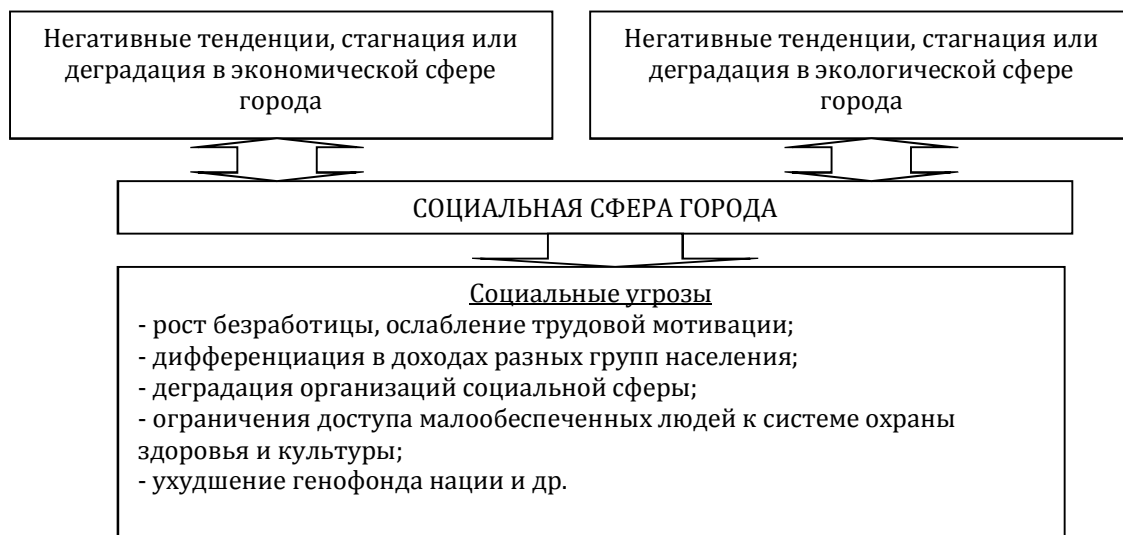 Негативные тенденции, стагнация или
деградация в экономической сфере
города
Негативные тенденции, стагнация или
деградация в экологической сфере
города
СОЦИАЛЬНАЯ СФЕРА ГОРОДА
Социальные угрозы
- рост безработицы, ослабление трудовой мотивации;
- дифференциация в доходах разных групп населения;
- деградация организаций социальной сферы;
- ограничения доступа малообеспеченных людей к системе охраны
здоровья и культуры;
- ухудшение генофонда нации и др.